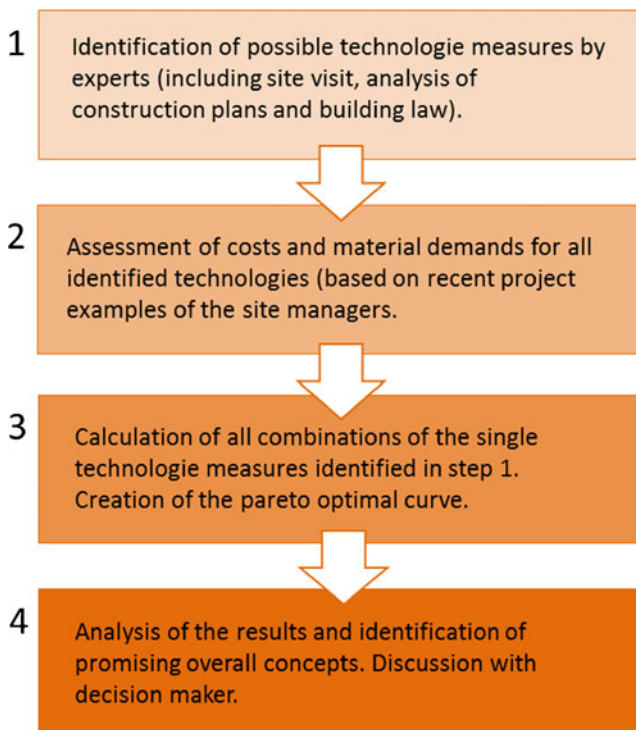 1
Identification of possible technologie measures by
experts (including site visit, analysis of
construction plans and building law).
2
Assessment of costs and material demands for all
identified technologies (based on recent project
examples of the site managers.
3
Calculation of all combinations of the single
technologie measures identified in step 1.
Creation of the pareto optimal curve.
4
Analysis of the results and identification of
promising overall concepts. Discussion with
decision maker.